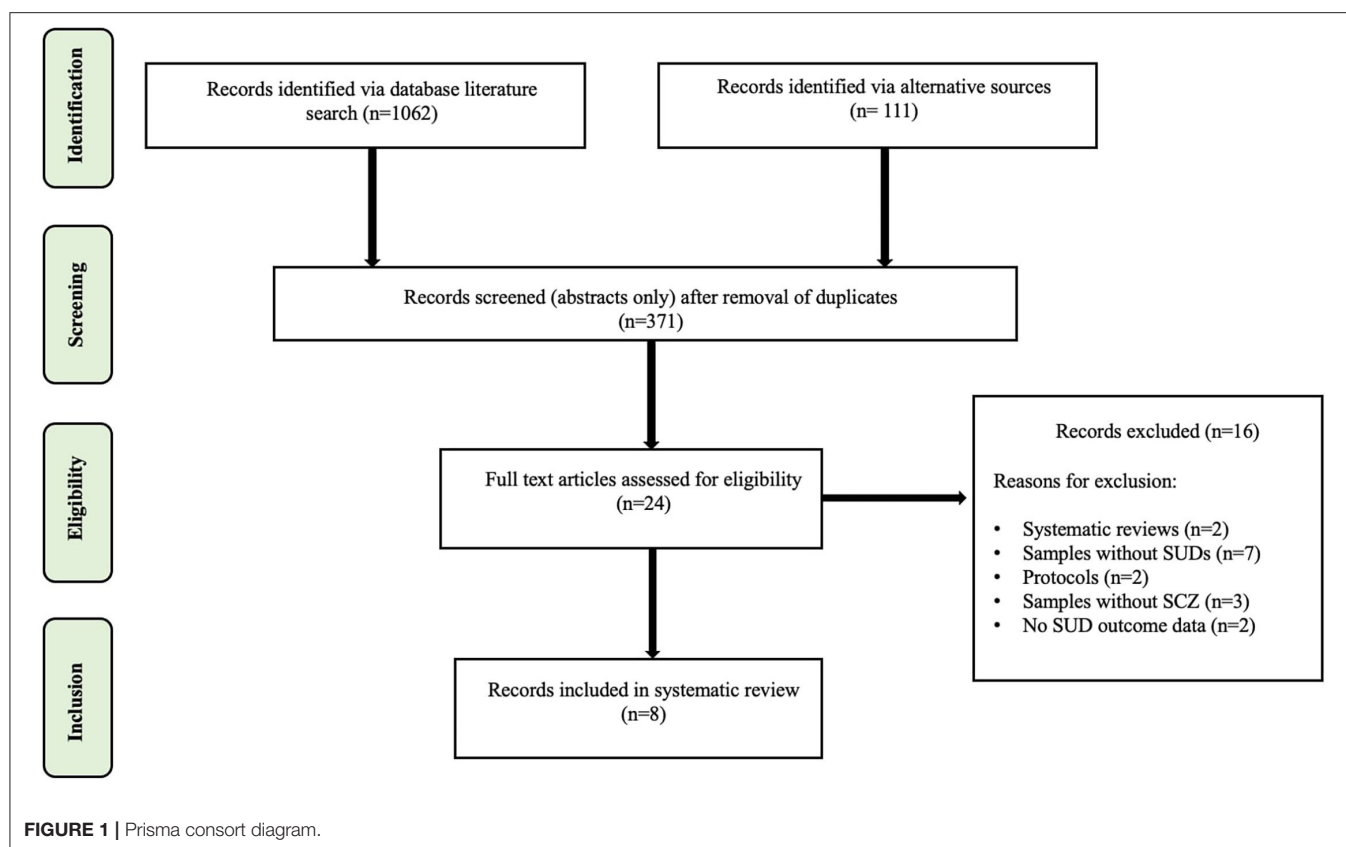 Identification
Records identified via database literature
search (n=1062)
Records identified via alternative sources
(n= 111)
Screening
Records screened (abstracts only) after removal of duplicates
(n=371)
Eligibility
Full text articles assessed for eligibility
(n=24)
Records excluded (n=16)
Reasons for exclusion:
• Systematic reviews (n=2)
• Samples without SUDs (n=7)
• Protocols (n=2)
• Samples without SCZ (n=3)
• No SUD outcome data (n=2)
Inclusion
Records included in systematic review
(n=8)
FIGURE 1 | Prisma consort diagram.